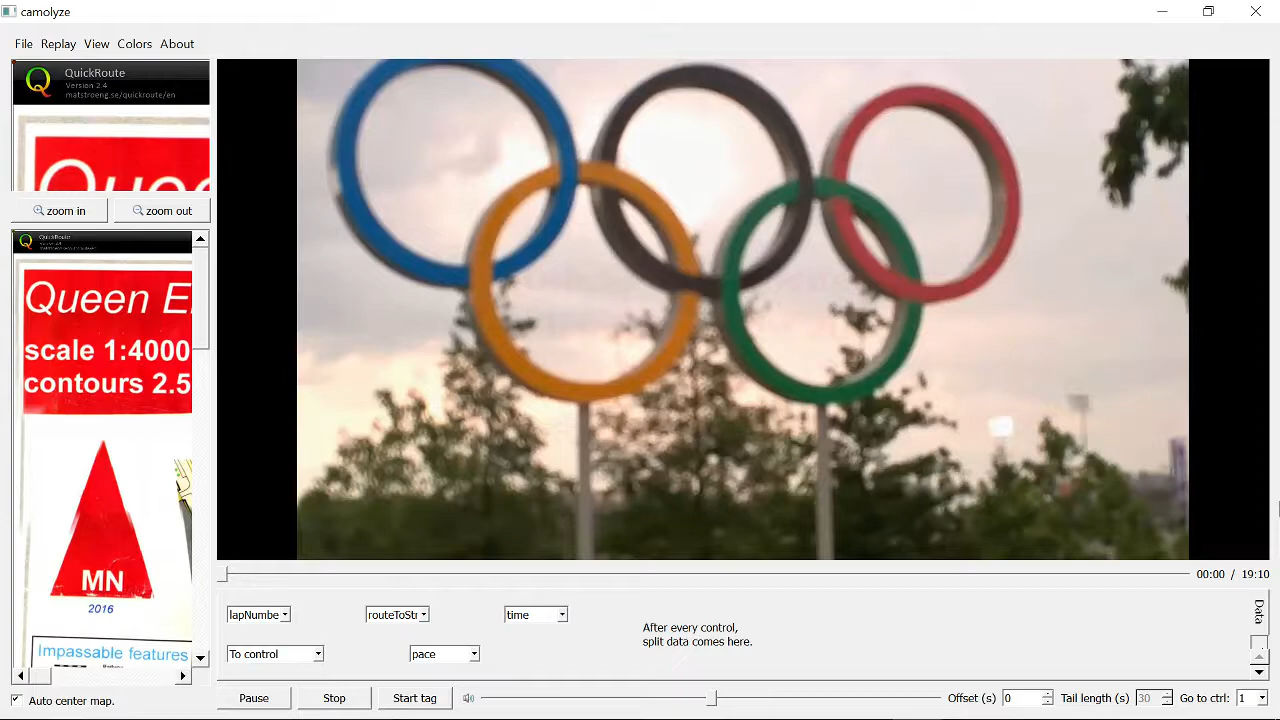 camolyze
File Replay View Colors About
QuickRoute
Version 2.4
matstroeng.se/quickroute/en
Que
zoom in zoom out
QuickRoute
Queen E
scale 1:4000
contours 2.5
MN
2016
Impassable features
Auto center map.
00:00 / 19:10
lapNumbe routeToStr time
After every control,
split data comes here.
To control pace
Data
Pause Stop Start tag Offset (s) 0 Tail length (s) 30 Go to ctrl: 1